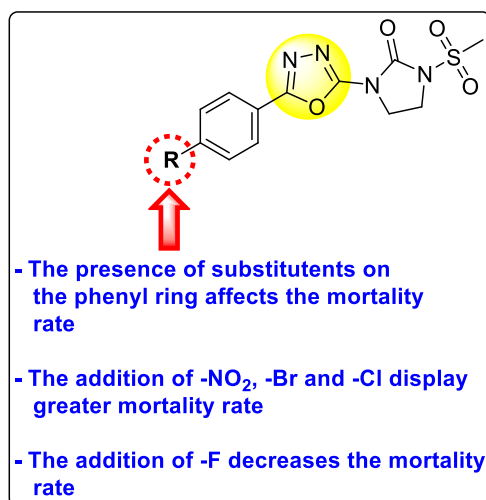 O
O
N
N
S
N
N
O
O
R
- The presence of substitutents on
the phenyl ring affects the mortality
rate
- The addition of -NO₂, -Br and -Cl display
greater mortality rate
- The addition of -F decreases the mortality
rate